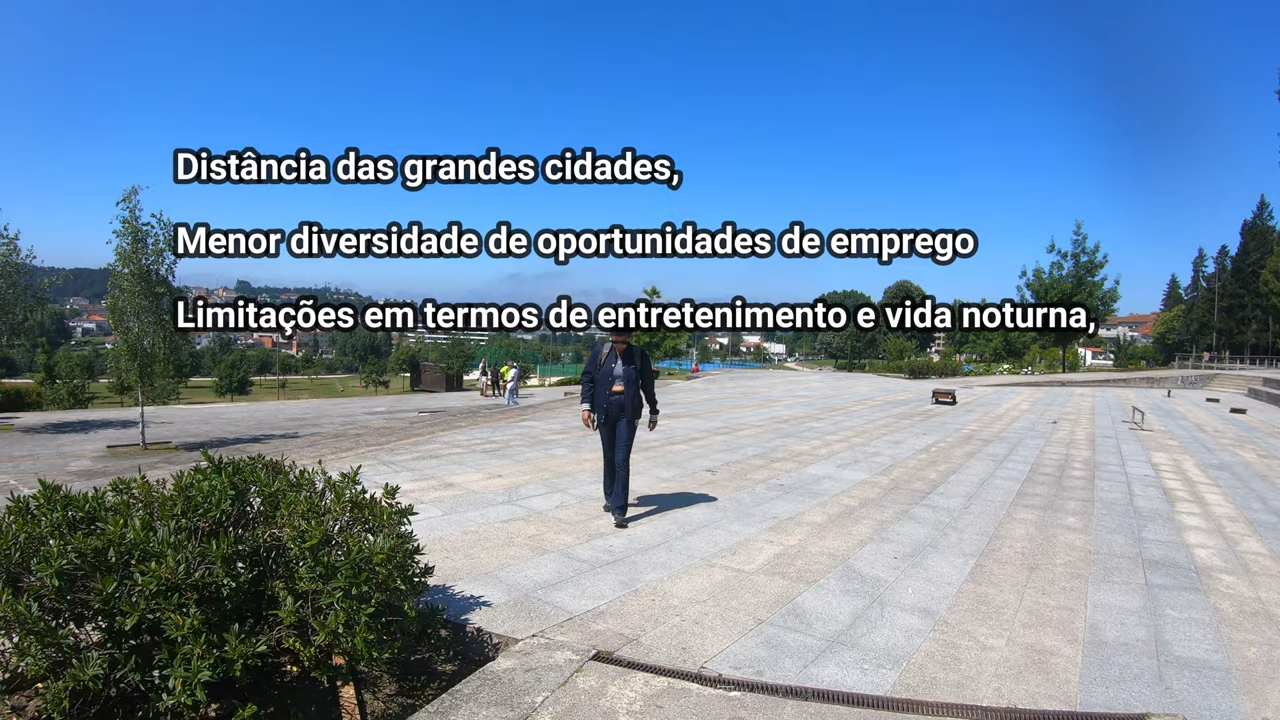 Distância das grandes cidades,
Menor diversidade de oportunidades de emprego
Limitações em termos de entretenimento e vida noturna,